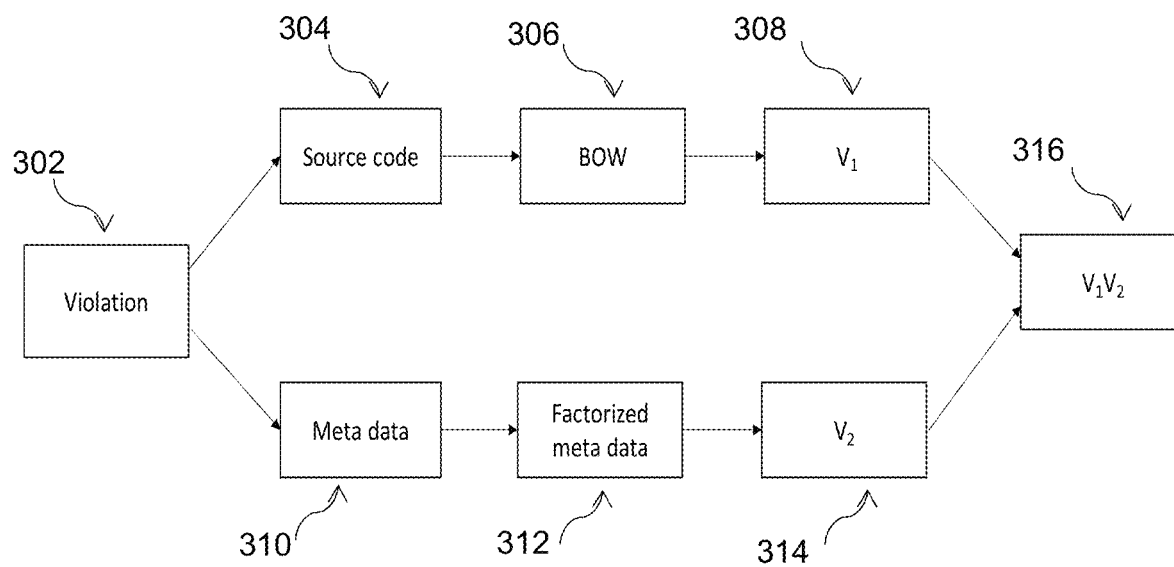 304
306
308
302
316
Source code
BOW
V₁
Violation
V₁V₂
Meta data
Factorized
meta data
V₂
310
312
314